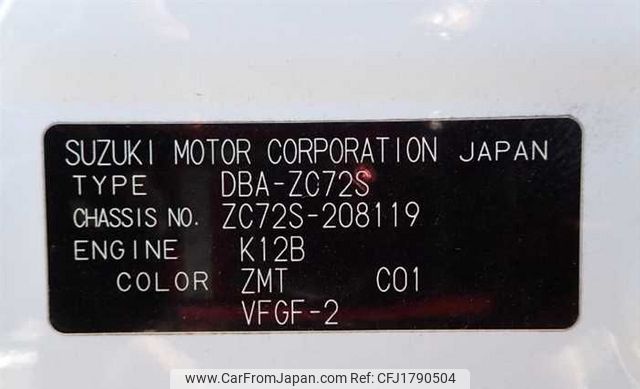 SUZUKI MOTOR CORPORATION JAPAN
TYPE DBA-ZC72S
CHASSIS NO. ZC72S-208119
ENGINE K12B
COLOR ZMT C01
VFGF-2
www.CarFromJapan.com Ref: CFJ1790504